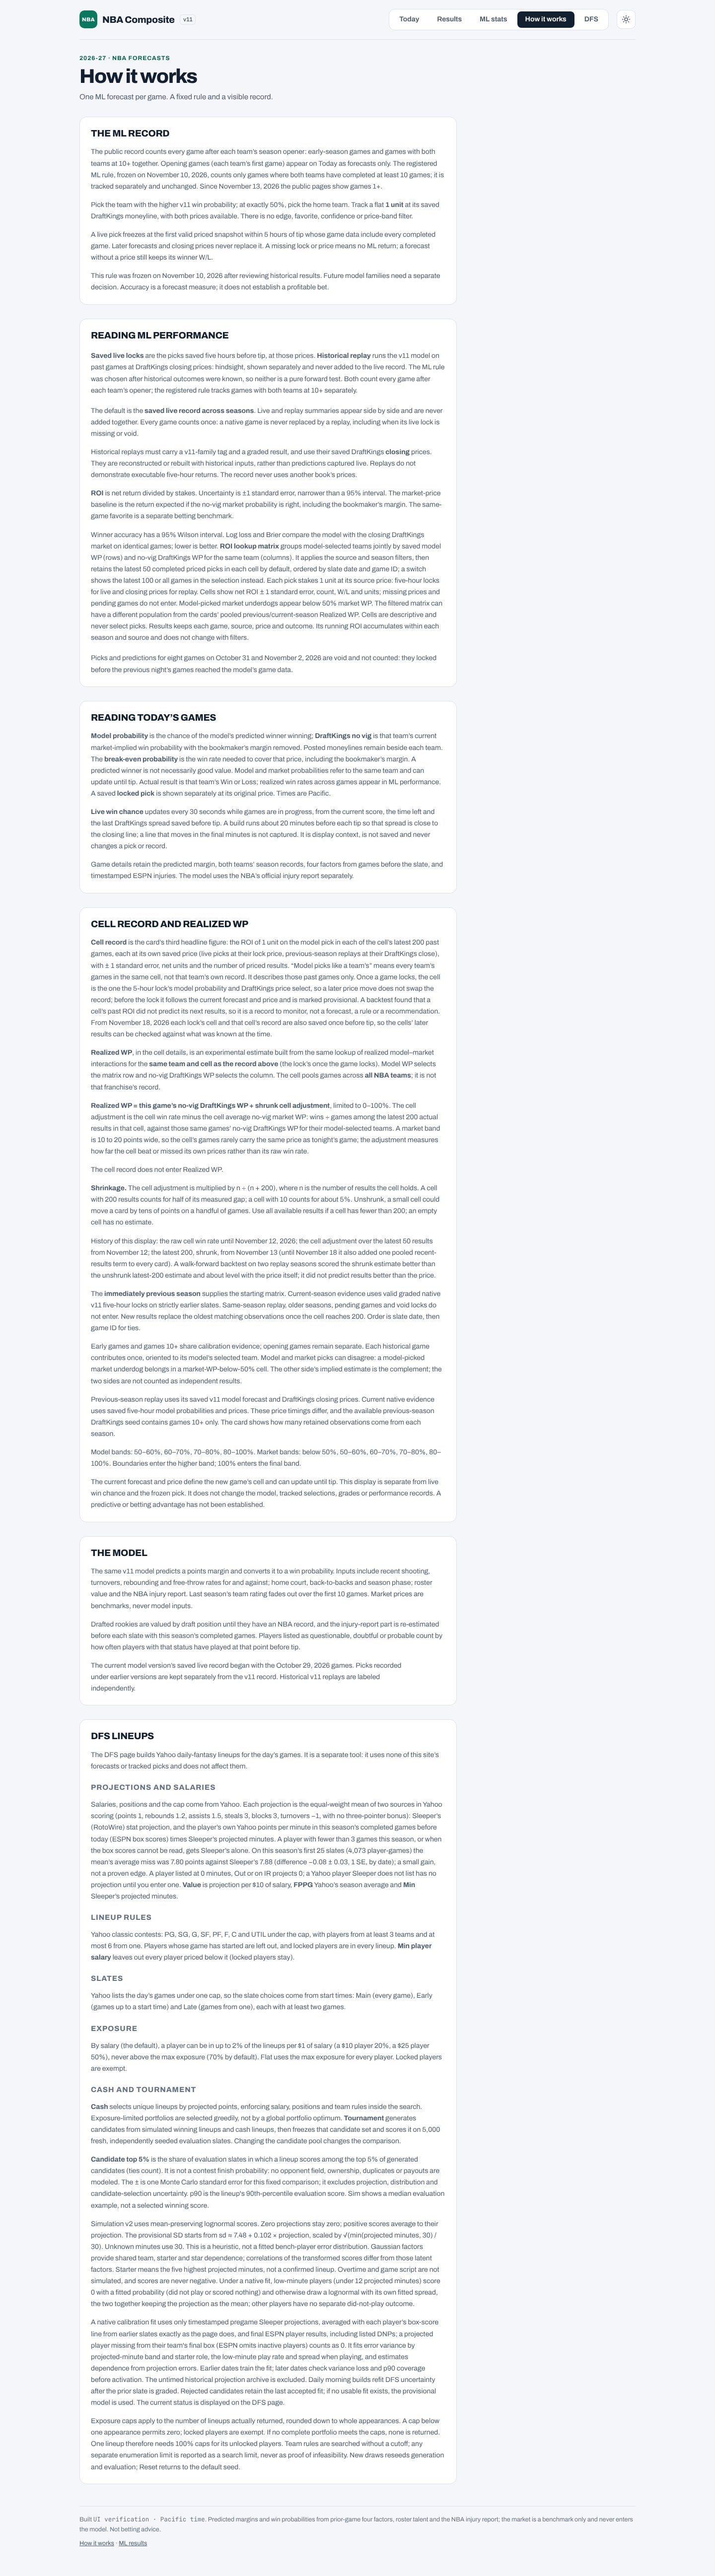 NBA
NBA Composite
v11
Today
Results
ML stats
How it works
DFS
2026-27 · NBA FORECASTS
How it works
One ML forecast per game. A fixed rule and a visible record.
THE ML RECORD
The public record counts every game after each team's season opener: early-season games and games with both
teams at 10+ together. Opening games (each team's first game) appear on Today as forecasts only. The registered
ML rule, frozen on November 10, 2026, counts only games where both teams have completed at least 10 games; it is
tracked separately and unchanged. Since November 13, 2026 the public pages show games 1+.
Pick the team with the higher v11 win probability; at exactly 50%, pick the home team. Track a flat 1 unit at its saved
DraftKings moneyline, with both prices available. There is no edge, favorite, confidence or price-band filter.
A live pick freezes at the first valid priced snapshot within 5 hours of tip whose game data include every completed
game. Later forecasts and closing prices never replace it. A missing lock or price means no ML return; a forecast
without a price still keeps its winner W/L.
This rule was frozen on November 10, 2026 after reviewing historical results. Future model families need a separate
decision. Accuracy is a forecast measure; it does not establish a profitable bet.
READING ML PERFORMANCE
Saved live locks are the picks saved five hours before tip, at those prices. Historical replay runs the v11 model on
past games at DraftKings closing prices: hindsight, shown separately and never added to the live record. The ML rule
was chosen after historical outcomes were known, so neither is a pure forward test. Both count every game after
each team's opener; the registered rule tracks games with both teams at 10+ separately.
The default is the saved live record across seasons. Live and replay summaries appear side by side and are never
added together. Every game counts once: a native game is never replaced by a replay, including when its live lock is
missing or void.
Historical replays must carry a v11-family tag and a graded result, and use their saved DraftKings closing prices.
They are reconstructed or rebuilt with historical inputs, rather than predictions captured live. Replays do not
demonstrate executable five-hour returns. The record never uses another book's prices.
ROI is net return divided by stakes. Uncertainty is ±1 standard error, narrower than a 95% interval. The market-price
baseline is the return expected if the no-vig market probability is right, including the bookmaker's margin. The same-
game favorite is a separate betting benchmark.
Winner accuracy has a 95% Wilson interval. Log loss and Brier compare the model with the closing DraftKings
market on identical games; lower is better. ROI lookup matrix groups model-selected teams jointly by saved model
WP (rows) and no-vig DraftKings WP for the same team (columns). It applies the source and season filters, then
retains the latest 50 completed priced picks in each cell by default, ordered by slate date and game ID; a switch
shows the latest 100 or all games in the selection instead. Each pick stakes 1 unit at its source price: five-hour locks
for live and closing prices for replay. Cells show net ROI ± 1 standard error, count, W/L and units; missing prices and
pending games do not enter. Model-picked market underdogs appear below 50% market WP. The filtered matrix can
have a different population from the cards' pooled previous/current-season Realized WP. Cells are descriptive and
never select picks. Results keeps each game, source, price and outcome. Its running ROI accumulates within each
season and source and does not change with filters.
Picks and predictions for eight games on October 31 and November 2, 2026 are void and not counted: they locked
before the previous night's games reached the model's game data.
READING TODAY'S GAMES
Model probability is the chance of the model's predicted winner winning; DraftKings no vig is that team's current
market-implied win probability with the bookmaker's margin removed. Posted moneylines remain beside each team.
The break-even probability is the win rate needed to cover that price, including the bookmaker's margin. A
predicted winner is not necessarily good value. Model and market probabilities refer to the same team and can
update until tip. Actual result is that team's Win or Loss; realized win rates across games appear in ML performance.
A saved locked pick is shown separately at its original price. Times are Pacific.
Live win chance updates every 30 seconds while games are in progress, from the current score, the time left and
the last DraftKings spread saved before tip. A build runs about 20 minutes before each tip so that spread is close to
the closing line; a line that moves in the final minutes is not captured. It is display context, is not saved and never
changes a pick or record.
Game details retain the predicted margin, both teams' season records, four factors from games before the slate, and
timestamped ESPN injuries. The model uses the NBA's official injury report separately.
CELL RECORD AND REALIZED WP
Cell record is the card's third headline figure: the ROI of 1 unit on the model pick in each of the cell's latest 200 past
games, each at its own saved price (live picks at their lock price, previous-season replays at their DraftKings close),
with ± 1 standard error, net units and the number of priced results. "Model picks like a team's" means every team's
games in the same cell, not that team's own record. It describes those past games only. Once a game locks, the cell
is the one the 5-hour lock's model probability and DraftKings price select, so a later price move does not swap the
record; before the lock it follows the current forecast and price and is marked provisional. A backtest found that a
cell's past ROI did not predict its next results, so it is a record to monitor, not a forecast, a rule or a recommendation.
From November 18, 2026 each lock's cell and that cell's record are also saved once before tip, so the cells' later
results can be checked against what was known at the time.
Realized WP, in the cell details, is an experimental estimate built from the same lookup of realized model–market
interactions for the same team and cell as the record above (the lock's once the game locks). Model WP selects
the matrix row and no-vig DraftKings WP selects the column. The cell pools games across all NBA teams; it is not
that franchise's record.
Realized WP = this game's no-vig DraftKings WP + shrunk cell adjustment, limited to 0–100%. The cell
adjustment is the cell win rate minus the cell average no-vig market WP: wins ÷ games among the latest 200 actual
results in that cell, against those same games' no-vig DraftKings WP for their model-selected teams. A market band
is 10 to 20 points wide, so the cell's games rarely carry the same price as tonight's game; the adjustment measures
how far the cell beat or missed its own prices rather than its raw win rate.
The cell record does not enter Realized WP.
Shrinkage. The cell adjustment is multiplied by n ÷ (n + 200), where n is the number of results the cell holds. A cell
with 200 results counts for half of its measured gap; a cell with 10 counts for about 5%. Unshrunk, a small cell could
move a card by tens of points on a handful of games. Use all available results if a cell has fewer than 200; an empty
cell has no estimate.
History of this display: the raw cell win rate until November 12, 2026; the cell adjustment over the latest 50 results
from November 12; the latest 200, shrunk, from November 13 (until November 18 it also added one pooled recent-
results term to every card). A walk-forward backtest on two replay seasons scored the shrunk estimate better than
the unshrunk latest-200 estimate and about level with the price itself; it did not predict results better than the price.
The immediately previous season supplies the starting matrix. Current-season evidence uses valid graded native
v11 five-hour locks on strictly earlier slates. Same-season replay, older seasons, pending games and void locks do
not enter. New results replace the oldest matching observations once the cell reaches 200. Order is slate date, then
game ID for ties.
Early games and games 10+ share calibration evidence; opening games remain separate. Each historical game
contributes once, oriented to its model's selected team. Model and market picks can disagree: a model-picked
market underdog belongs in a market-WP-below-50% cell. The other side's implied estimate is the complement; the
two sides are not counted as independent results.
Previous-season replay uses its saved v11 model forecast and DraftKings closing prices. Current native evidence
uses saved five-hour model probabilities and prices. These price timings differ, and the available previous-season
DraftKings seed contains games 10+ only. The card shows how many retained observations come from each
season.
Model bands: 50–60%, 60–70%, 70–80%, 80–100%. Market bands: below 50%, 50–60%, 60–70%, 70–80%, 80–
100%. Boundaries enter the higher band; 100% enters the final band.
The current forecast and price define the new game's cell and can update until tip. This display is separate from live
win chance and the frozen pick. It does not change the model, tracked selections, grades or performance records. A
predictive or betting advantage has not been established.
THE MODEL
The same v11 model predicts a points margin and converts it to a win probability. Inputs include recent shooting,
turnovers, rebounding and free-throw rates for and against; home court, back-to-backs and season phase; roster
value and the NBA injury report. Last season's team rating fades out over the first 10 games. Market prices are
benchmarks, never model inputs.
Drafted rookies are valued by draft position until they have an NBA record, and the injury-report part is re-estimated
before each slate with this season's completed games. Players listed as questionable, doubtful or probable count by
how often players with that status have played at that point before tip.
The current model version's saved live record began with the October 29, 2026 games. Picks recorded
under earlier versions are kept separately from the v11 record. Historical v11 replays are labeled
independently.
DFS LINEUPS
The DFS page builds Yahoo daily-fantasy lineups for the day's games. It is a separate tool: it uses none of this site's
forecasts or tracked picks and does not affect them.
PROJECTIONS AND SALARIES
Salaries, positions and the cap come from Yahoo. Each projection is the equal-weight mean of two sources in Yahoo
scoring (points 1, rebounds 1.2, assists 1.5, steals 3, blocks 3, turnovers −1, with no three-pointer bonus): Sleeper's
(RotoWire) stat projection, and the player's own Yahoo points per minute in this season's completed games before
today (ESPN box scores) times Sleeper's projected minutes. A player with fewer than 3 games this season, or when
the box scores cannot be read, gets Sleeper's alone. On this season's first 25 slates (4,073 player-games) the
mean's average miss was 7.80 points against Sleeper's 7.88 (difference −0.08 ± 0.03, 1 SE, by date); a small gain,
not a proven edge. A player listed at 0 minutes, Out or on IR projects 0; a Yahoo player Sleeper does not list has no
projection until you enter one. Value is projection per $10 of salary, FPPG Yahoo's season average and Min
Sleeper's projected minutes.
LINEUP RULES
Yahoo classic contests: PG, SG, G, SF, PF, F, C and UTIL under the cap, with players from at least 3 teams and at
most 6 from one. Players whose game has started are left out, and locked players are in every lineup. Min player
salary leaves out every player priced below it (locked players stay).
SLATES
Yahoo lists the day's games under one cap, so the slate choices come from start times: Main (every game), Early
(games up to a start time) and Late (games from one), each with at least two games.
EXPOSURE
By salary (the default), a player can be in up to 2% of the lineups per $1 of salary (a $10 player 20%, a $25 player
50%), never above the max exposure (70% by default). Flat uses the max exposure for every player. Locked players
are exempt.
CASH AND TOURNAMENT
Cash selects unique lineups by projected points, enforcing salary, positions and team rules inside the search.
Exposure-limited portfolios are selected greedily, not by a global portfolio optimum. Tournament generates
candidates from simulated winning lineups and cash lineups, then freezes that candidate set and scores it on 5,000
fresh, independently seeded evaluation slates. Changing the candidate pool changes the comparison.
Candidate top 5% is the share of evaluation slates in which a lineup scores among the top 5% of generated
candidates (ties count). It is not a contest finish probability: no opponent field, ownership, duplicates or payouts are
modeled. The ± is one Monte Carlo standard error for this fixed comparison; it excludes projection, distribution and
candidate-selection uncertainty. p90 is the lineup's 90th-percentile evaluation score. Sim shows a median evaluation
example, not a selected winning score.
Simulation v2 uses mean-preserving lognormal scores. Zero projections stay zero; positive scores average to their
projection. The provisional SD starts from sd ≈ 7.48 + 0.102 × projection, scaled by √(min(projected minutes, 30) /
30). Unknown minutes use 30. This is a heuristic, not a fitted bench-player error distribution. Gaussian factors
provide shared team, starter and star dependence; correlations of the transformed scores differ from those latent
factors. Starter means the five highest projected minutes, not a confirmed lineup. Overtime and game script are not
simulated, and scores are never negative. Under a native fit, low-minute players (under 12 projected minutes) score
0 with a fitted probability (did not play or scored nothing) and otherwise draw a lognormal with its own fitted spread,
the two together keeping the projection as the mean; other players have no separate did-not-play outcome.
A native calibration fit uses only timestamped pregame Sleeper projections, averaged with each player's box-score
line from earlier slates exactly as the page does, and final ESPN player results, including listed DNPs; a projected
player missing from their team's final box (ESPN omits inactive players) counts as 0. It fits error variance by
projected-minute band and starter role, the low-minute play rate and spread when playing, and estimates
dependence from projection errors. Earlier dates train the fit; later dates check variance loss and p90 coverage
before activation. The untimed historical projection archive is excluded. Daily morning builds refit DFS uncertainty
after the prior slate is graded. Rejected candidates retain the last accepted fit; if no usable fit exists, the provisional
model is used. The current status is displayed on the DFS page.
Exposure caps apply to the number of lineups actually returned, rounded down to whole appearances. A cap below
one appearance permits zero; locked players are exempt. If no complete portfolio meets the caps, none is returned.
One lineup therefore needs 100% caps for its unlocked players. Team rules are searched without a cutoff; any
separate enumeration limit is reported as a search limit, never as proof of infeasibility. New draws reseeds generation
and evaluation; Reset returns to the default seed.
Built UI verification · Pacific time. Predicted margins and win probabilities from prior-game four factors, roster talent and the NBA injury report; the market is a benchmark only and never enters
the model. Not betting advice.
How it works · ML results